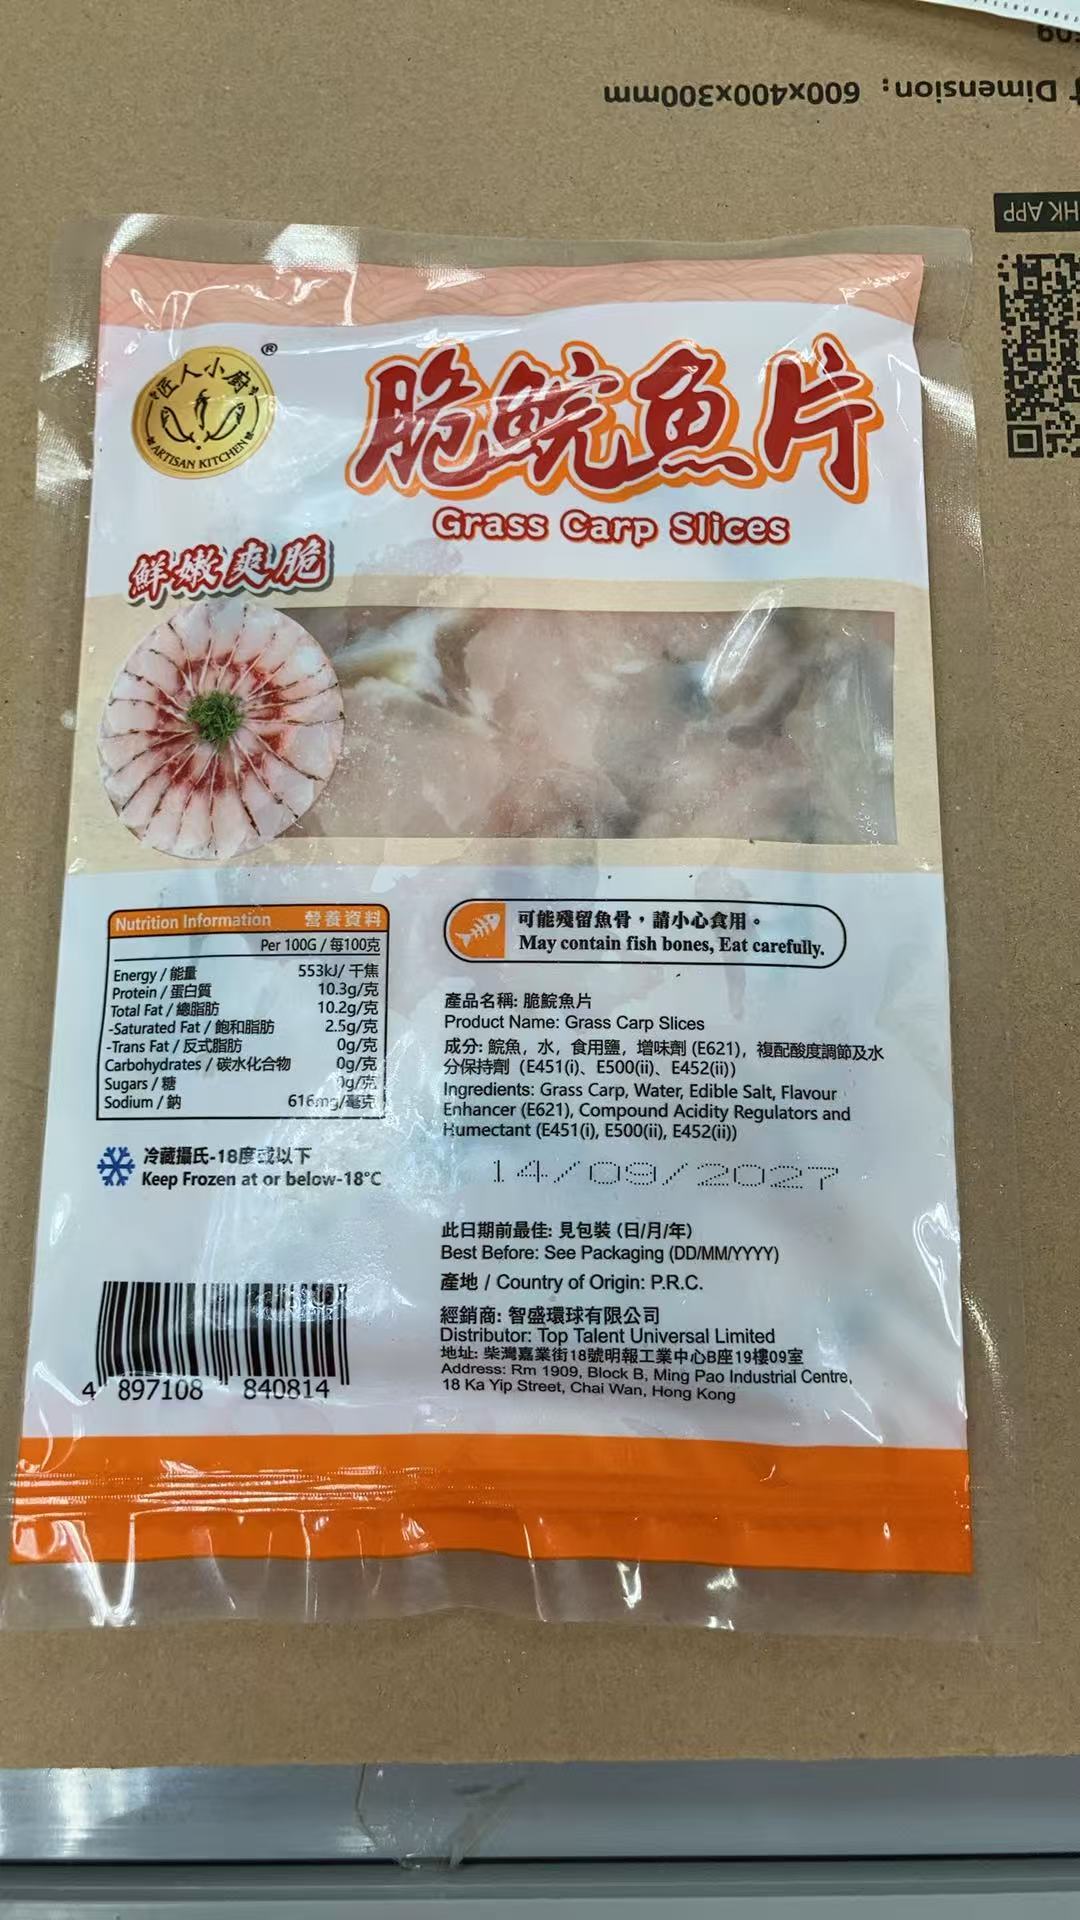 Dimension: 600x400x300mm
HK APP
匠人小廚
ARTISAN KITCHEN
®
脆鯇魚片
Grass Carp Slices
鮮嫩爽脆
Nutrition Information 營養資料
Per 100G / 每100克
Energy / 能量 553kJ/ 千焦
Protein / 蛋白質 10.3g/克
Total Fat / 總脂肪 10.2g/克
-Saturated Fat / 飽和脂肪 2.5g/克
-Trans Fat / 反式脂肪 0g/克
Carbohydrates / 碳水化合物 0g/克
Sugars / 糖 0g/克
Sodium / 鈉 616mg/毫克
冷藏攝氏-18度或以下
Keep Frozen at or below-18°C
4 897108 840814
可能殘留魚骨，請小心食用。
May contain fish bones, Eat carefully.
產品名稱: 脆鯇魚片
Product Name: Grass Carp Slices
成分: 鯇魚，水，食用鹽，增味劑 (E621)，複配酸度調節及水
分保持劑（E451(i)、E500(ii)、E452(ii)）
Ingredients: Grass Carp, Water, Edible Salt, Flavour
Enhancer (E621), Compound Acidity Regulators and
Humectant (E451(i), E500(ii), E452(ii))
14/09/2027
此日期前最佳: 見包裝 (日/月/年)
Best Before: See Packaging (DD/MM/YYYY)
產地 / Country of Origin: P.R.C.
經銷商: 智盛環球有限公司
Distributor: Top Talent Universal Limited
地址: 柴灣嘉業街18號明報工業中心B座19樓09室
Address: Rm 1909, Block B, Ming Pao Industrial Centre,
18 Ka Yip Street, Chai Wan, Hong Kong